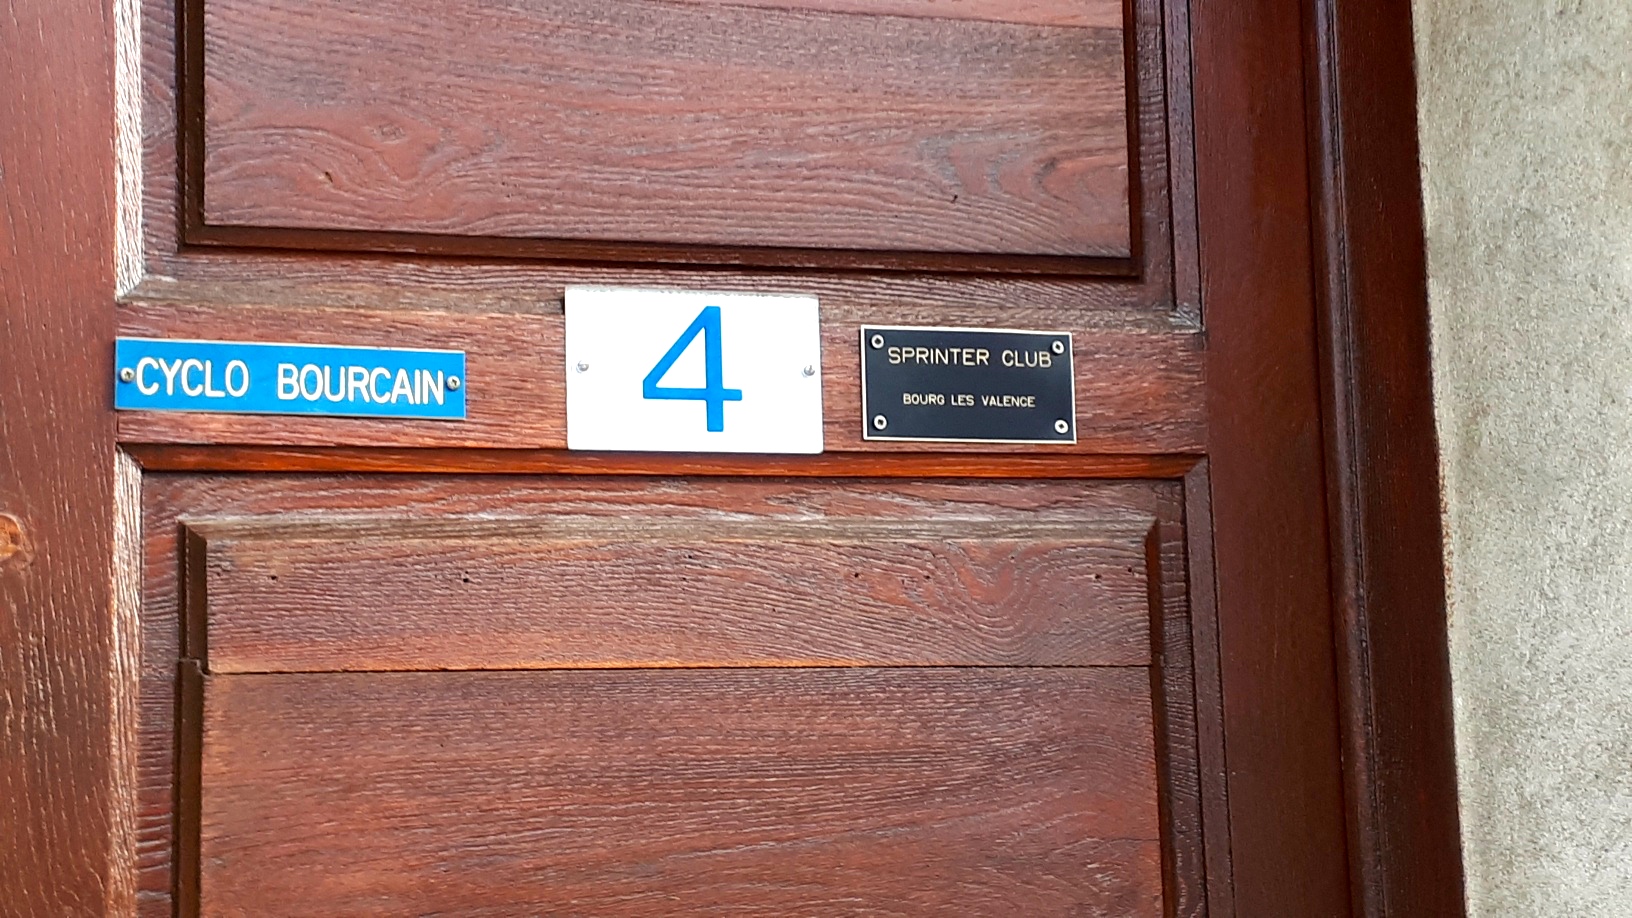 CYCLO BOURCAIN
4
SPRINTER CLUB
BOURG LES VALENCE